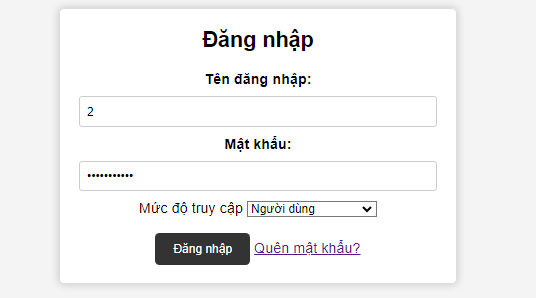 Đăng nhập
Tên đăng nhập:
2
Mật khẩu:
•••••••••••
Mức độ truy cập Người dùng
Đăng nhập Quên mật khẩu?